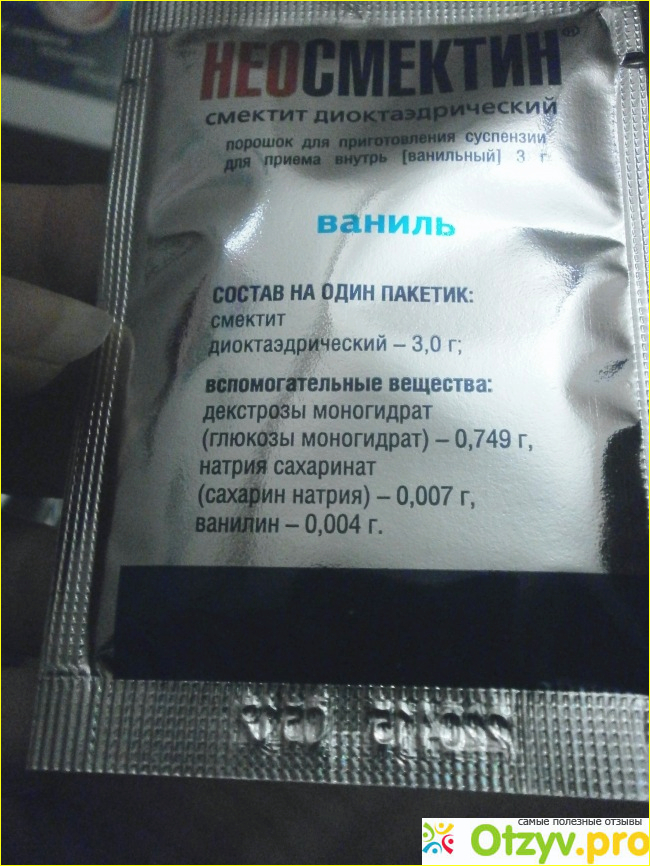 НЕОСМЕКТИН®
смектит диоктаэдрический
порошок для приготовления суспензии
для приема внутрь [ванильный] 3 г
ваниль
СОСТАВ НА ОДИН ПАКЕТИК:
смектит
диоктаэдрический – 3,0 г;
вспомогательные вещества:
декстрозы моногидрат
(глюкозы моногидрат) – 0,749 г,
натрия сахаринат
(сахарин натрия) – 0,007 г,
ванилин – 0,004 г.
самые полезные отзывы
Otzyv.pro